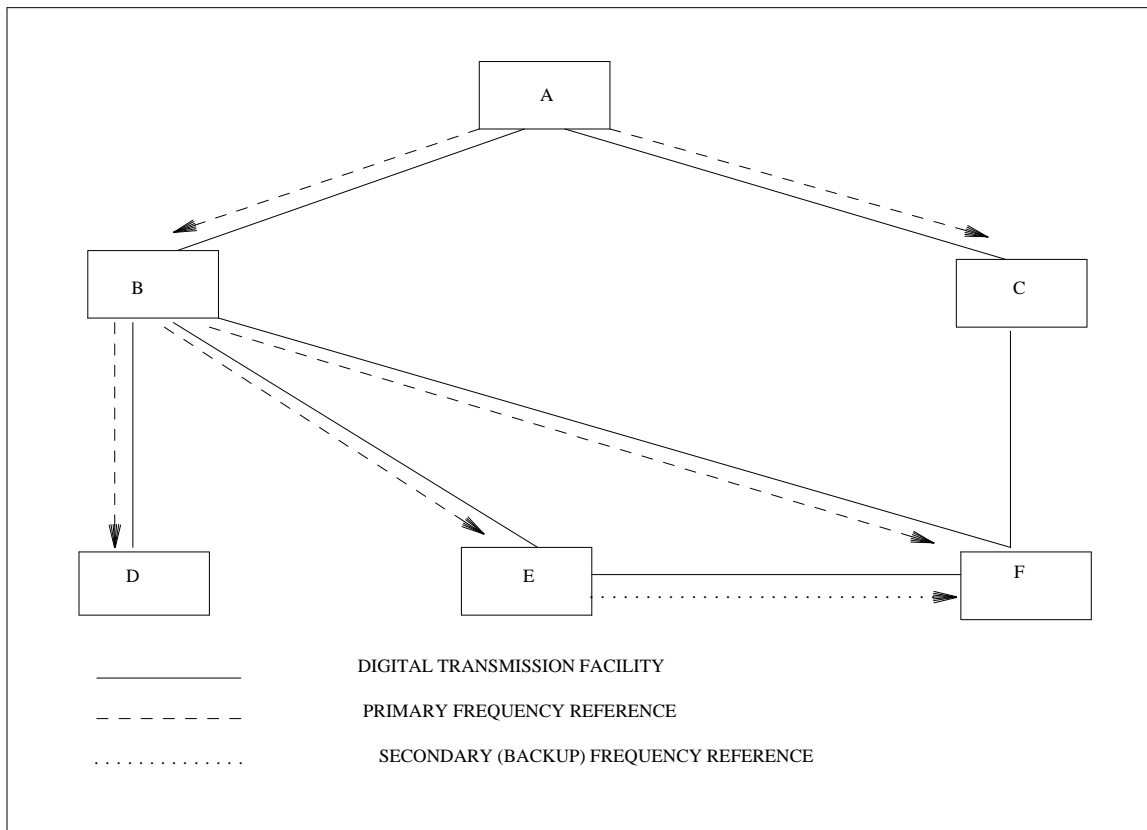 A
B
C
D
E
F
DIGITAL TRANSMISSION FACILITY
PRIMARY FREQUENCY REFERENCE
SECONDARY (BACKUP) FREQUENCY REFERENCE